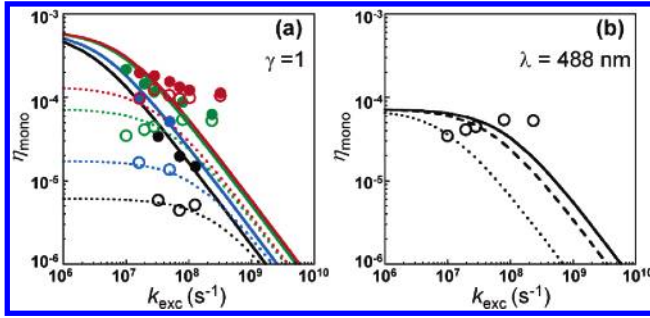 (a)
γ = 1
10⁻³
10⁻⁴
10⁻⁵
10⁻⁶
η_mono
10⁶ 10⁷ 10⁸ 10⁹ 10¹⁰
k_exc (s⁻¹)
(b)
λ = 488 nm
10⁻³
10⁻⁴
10⁻⁵
10⁻⁶
η_mono
10⁶ 10⁷ 10⁸ 10⁹ 10¹⁰
k_exc (s⁻¹)